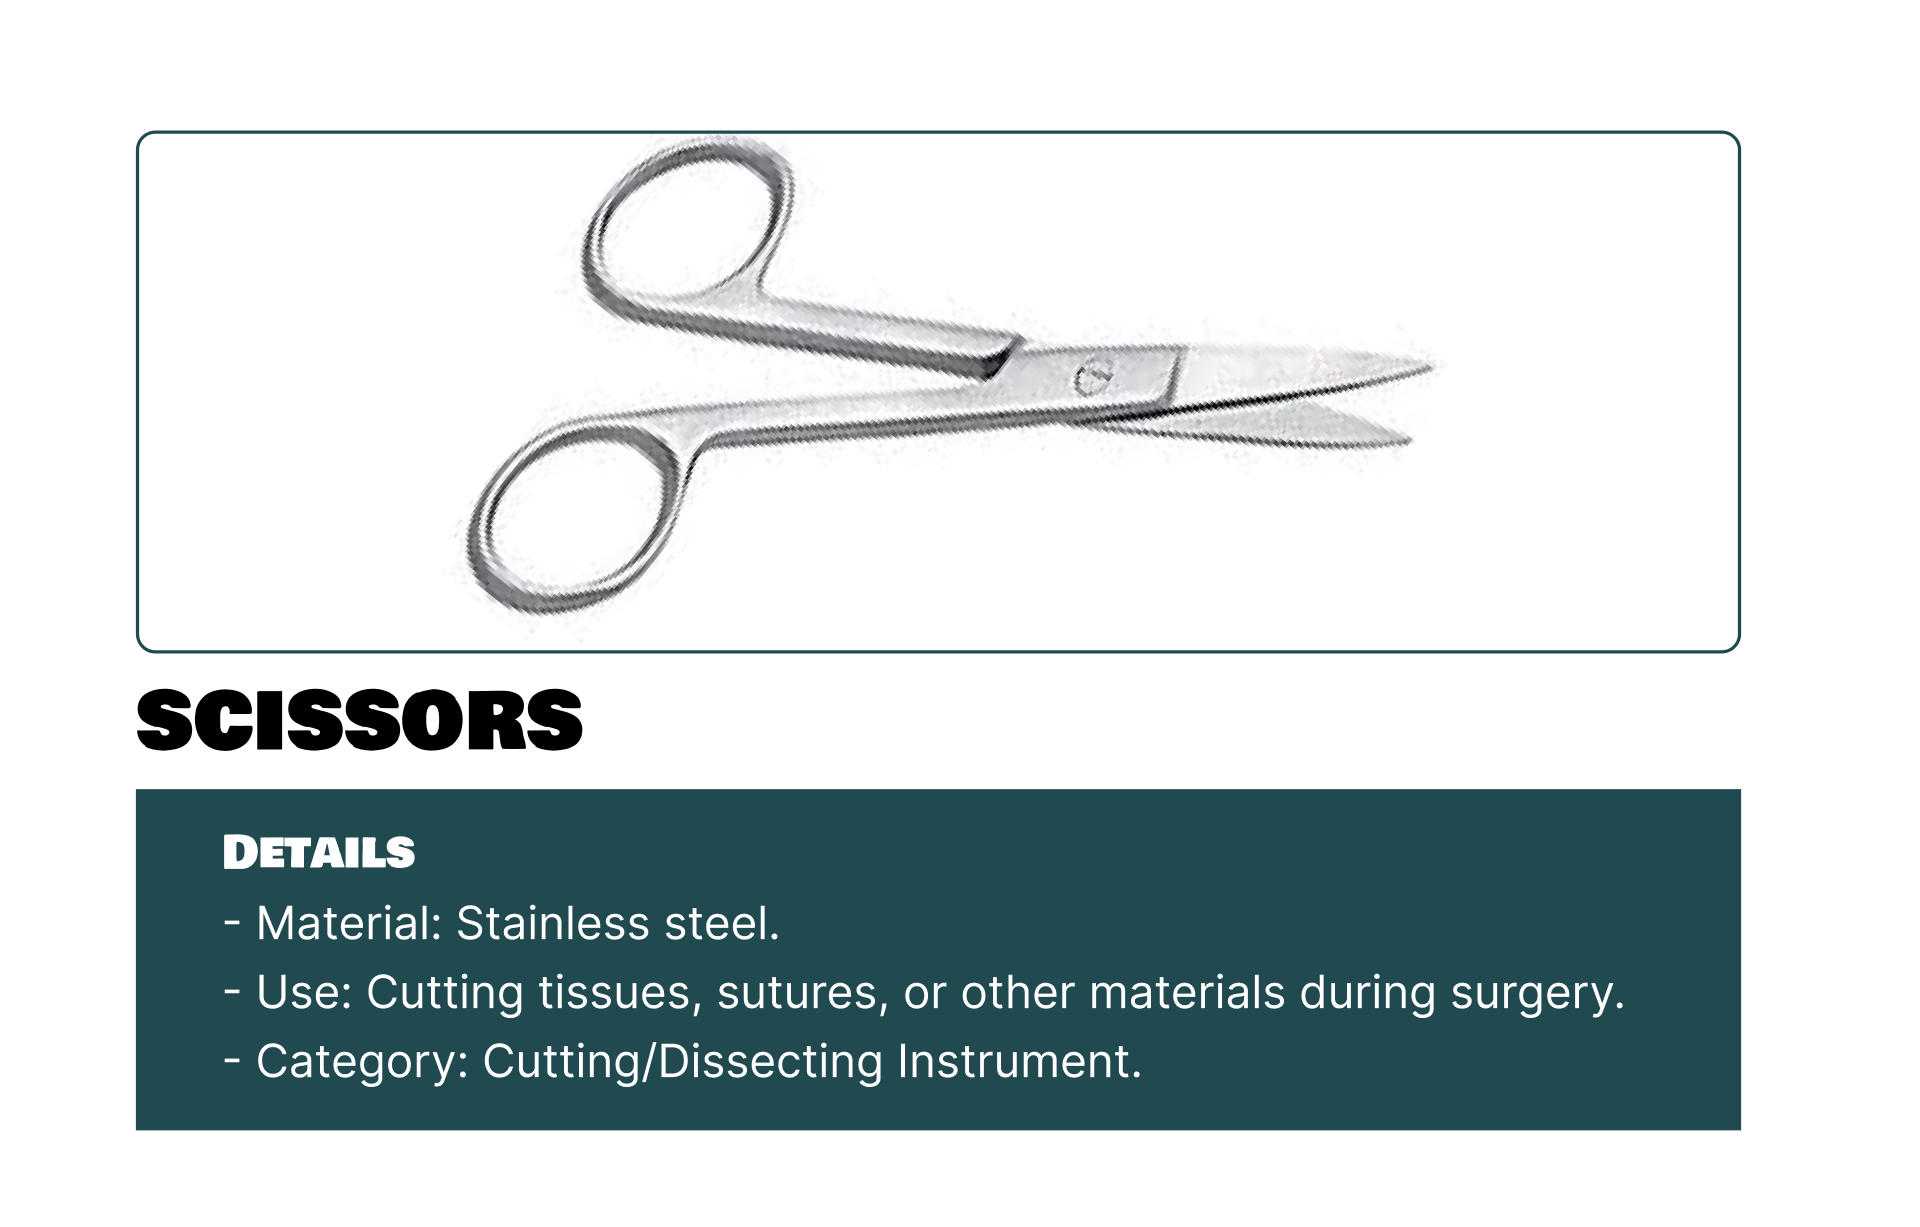 SCISSORS
DETAILS
- Material: Stainless steel.
- Use: Cutting tissues, sutures, or other materials during surgery.
- Category: Cutting/Dissecting Instrument.